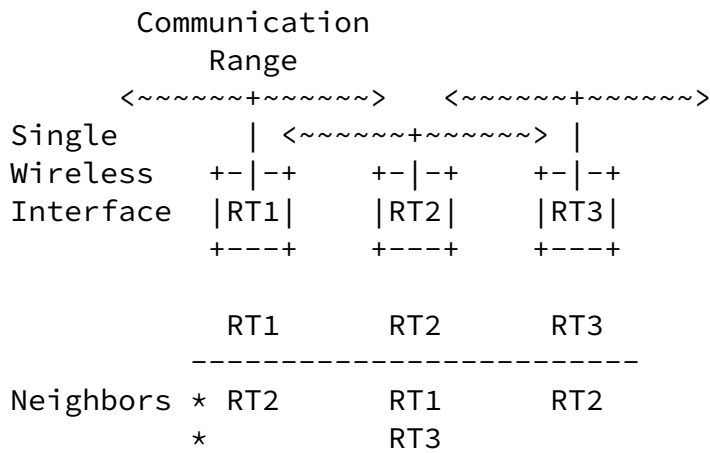 Communication
            Range
       <~~~~~~+~~~~~~>   <~~~~~~+~~~~~~>
Single        | <~~~~~~+~~~~~~> |
Wireless   +-|-+    +-|-+    +-|-+
Interface  |RT1|    |RT2|    |RT3|
           +---+    +---+    +---+
            RT1      RT2      RT3
          -------------------------
Neighbors * RT2      RT1      RT2
          *          RT3